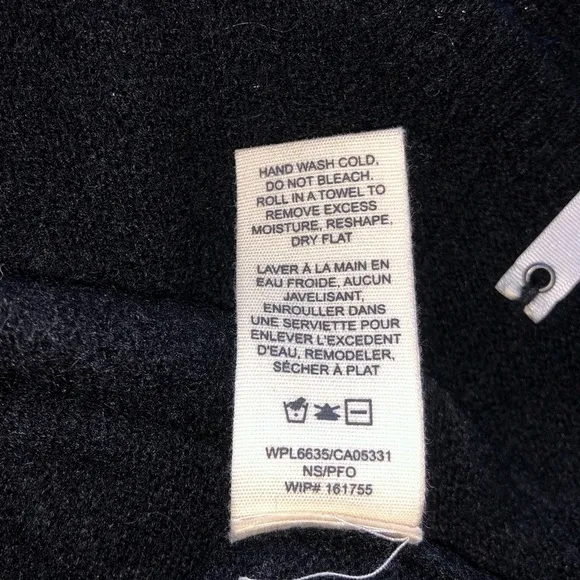 HAND WASH COLD,
DO NOT BLEACH.
ROLL IN A TOWEL TO
REMOVE EXCESS
MOISTURE, RESHAPE,
DRY FLAT
LAVER À LA MAIN EN
EAU FROIDE, AUCUN
JAVELISANT,
ENROULLER DANS
UNE SERVIETTE POUR
ENLEVER L'EXCEDENT
D'EAU, REMODELER,
SÉCHER À PLAT
WPL6635/CA05331
NS/PFO
WIP# 161755